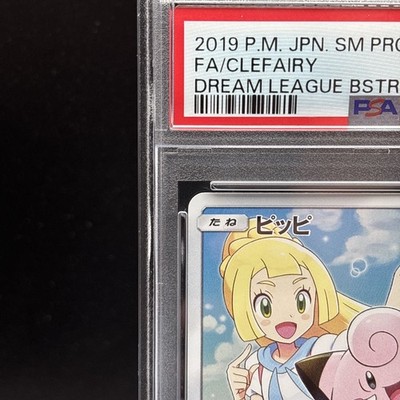 2019 P.M. JPN. SM PRO
FA/CLEFAIRY
DREAM LEAGUE BSTR
PSA
たね ピッピ